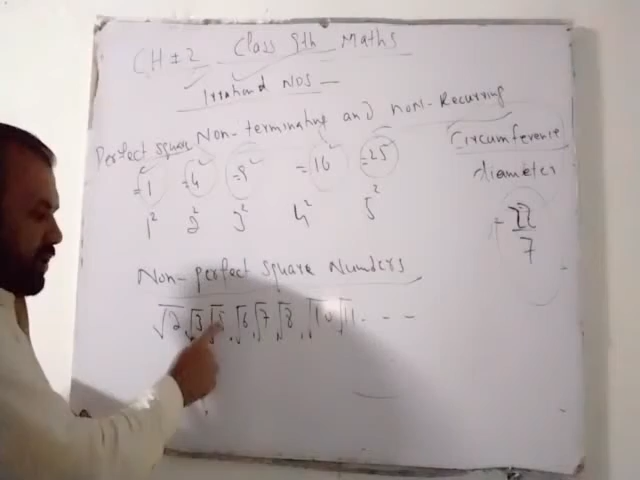 CH # 2 Class 9th Maths
Irrational NOS —
Non-terminating and non-Recurring
Perfect square
=1 =4 =9 =16 =25
1² 2² 3² 4² 5²
Circumference
diameter
22
7
Non-perfect square Numbers
√2, √3, √5, √6, √7, √8, √10, √11 - - -